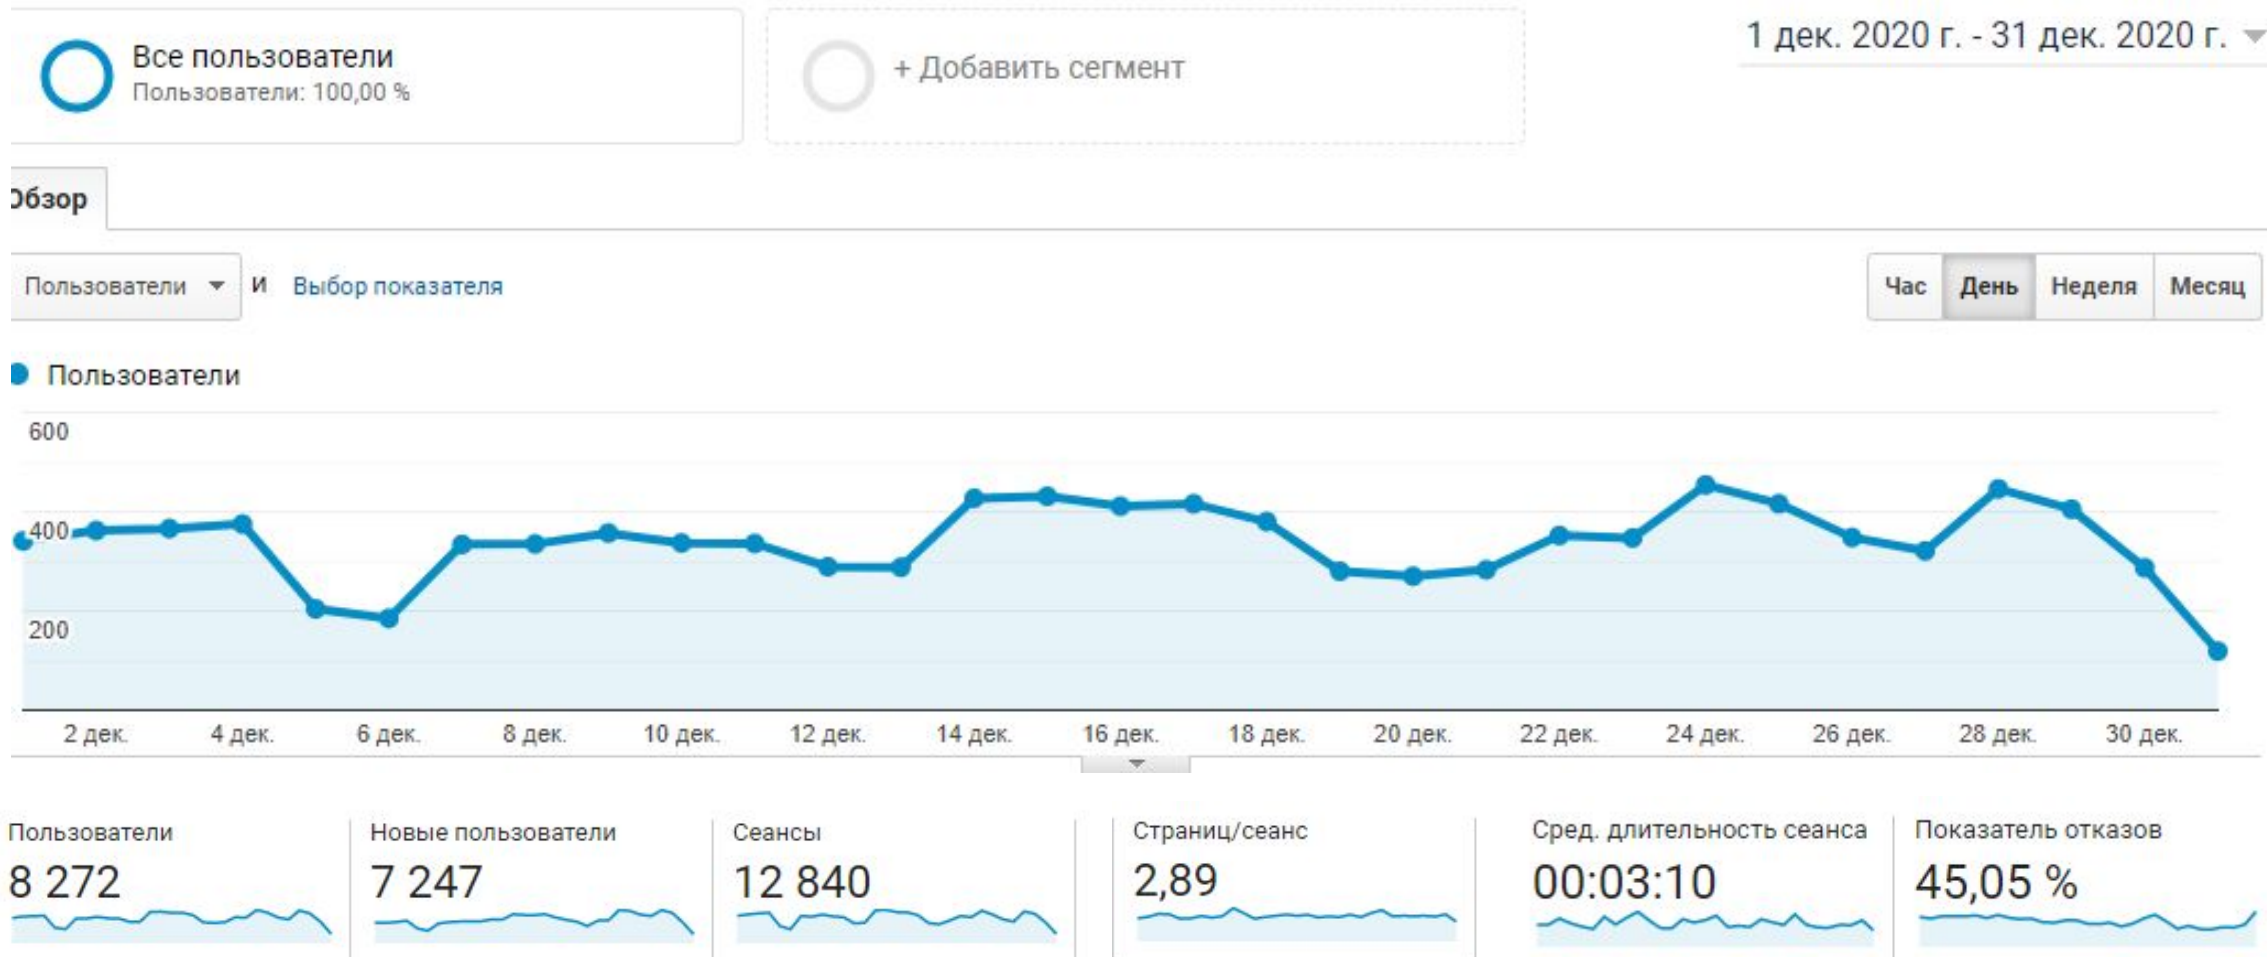 Все пользователи
Пользователи: 100,00 %
+ Добавить сегмент
1 дек. 2020 г. - 31 дек. 2020 г.
Обзор
Пользователи и Выбор показателя
Час День Неделя Месяц
Пользователи
600
400
200
2 дек. 4 дек. 6 дек. 8 дек. 10 дек. 12 дек. 14 дек. 16 дек. 18 дек. 20 дек. 22 дек. 24 дек. 26 дек. 28 дек. 30 дек.
Пользователи
8 272
Новые пользователи
7 247
Сеансы
12 840
Страниц/сеанс
2,89
Сред. длительность сеанса
00:03:10
Показатель отказов
45,05 %